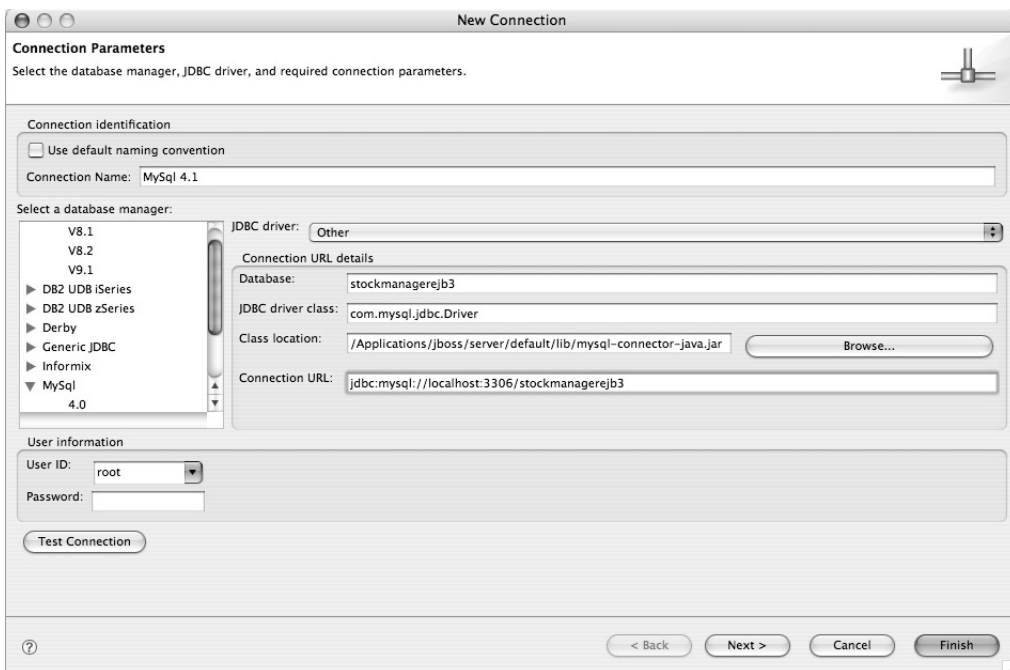 New Connection
Connection Parameters
Select the database manager, JDBC driver, and required connection parameters.
Connection identification
Use default naming convention
Connection Name: MySql 4.1
Select a database manager:
V8.1
V8.2
V9.1
DB2 UDB iSeries
DB2 UDB zSeries
Derby
Generic JDBC
Informix
MySql
4.0
JDBC driver: Other
Connection URL details
Database: stockmanagerejb3
JDBC driver class: com.mysql.jdbc.Driver
Class location: /Applications/jboss/server/default/lib/mysql-connector-java.jar Browse...
Connection URL: jdbc:mysql://localhost:3306/stockmanagerejb3
User information
User ID: root
Password:
Test Connection
?
< Back Next > Cancel Finish